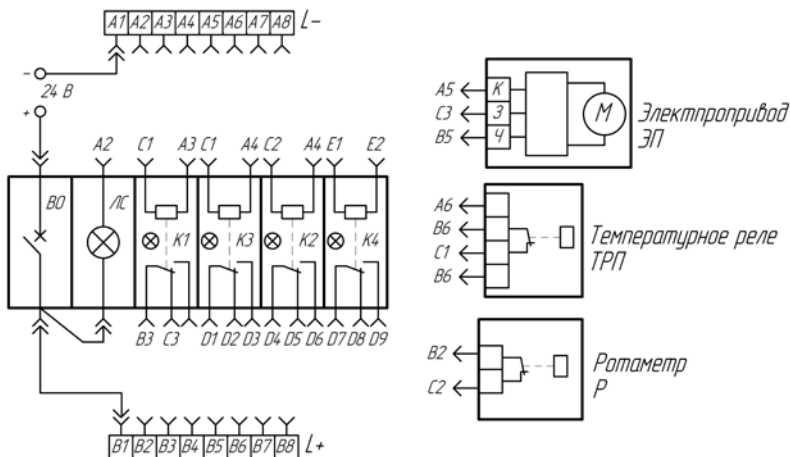 A1 A2 A3 A4 A5 A6 A7 A8 L-
- 24 В
+
A2 C1 A3 C1 A4 C2 A4 E1 E2
ВО ЛС K1 K3 K2 K4
B3 C3 D1 D2 D3 D4 D5 D6 D7 D8 D9
B1 B2 B3 B4 B5 B6 B7 B8 L+
A5 К
C3 З
B5 Ч
M
Электпропривод
ЭП
A6
B6
C1
B6
Температурное реле
ТРП
B2
C2
Ротаметр
Р